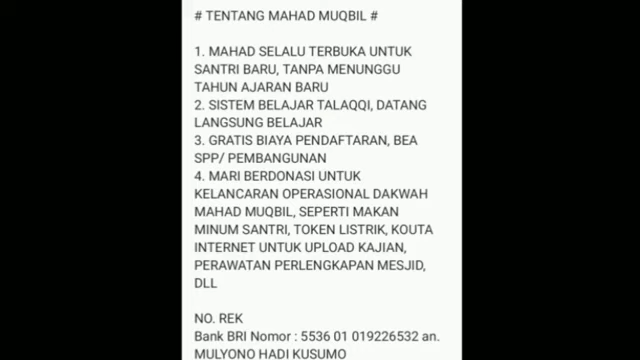 # TENTANG MAHAD MUQBIL #
1. MAHAD SELALU TERBUKA UNTUK
SANTRI BARU, TANPA MENUNGGU
TAHUN AJARAN BARU
2. SISTEM BELAJAR TALAQQI, DATANG
LANGSUNG BELAJAR
3. GRATIS BIAYA PENDAFTARAN, BEA
SPP/ PEMBANGUNAN
4. MARI BERDONASI UNTUK
KELANCARAN OPERASIONAL DAKWAH
MAHAD MUQBIL, SEPERTI MAKAN
MINUM SANTRI, TOKEN LISTRIK, KOUTA
INTERNET UNTUK UPLOAD KAJIAN,
PERAWATAN PERLENGKAPAN MESJID,
DLL
NO. REK
Bank BRI Nomor : 5536 01 019226532 an.
MULYONO HADI KUSUMO